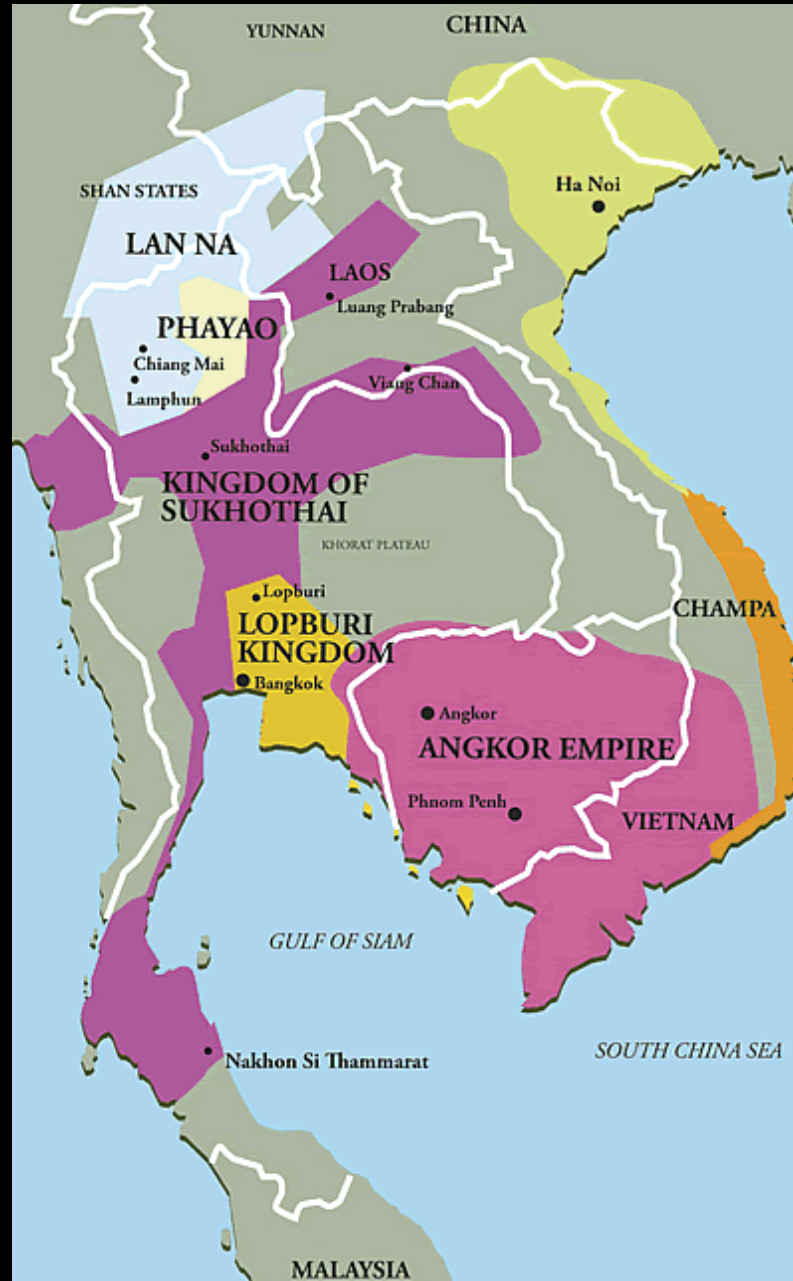 YUNNAN
CHINA
SHAN STATES
Ha Noi
LAN NA
LAOS
Luang Prabang
PHAYAO
Chiang Mai
Viang Chan
Lamphun
Sukhothai
KINGDOM OF
SUKHOTHAI
KHORAT PLATEAU
Lopburi
CHAMPA
LOPBURI
KINGDOM
Bangkok
Angkor
ANGKOR EMPIRE
Phnom Penh
VIETNAM
GULF OF SIAM
SOUTH CHINA SEA
Nakhon Si Thammarat
MALAYSIA